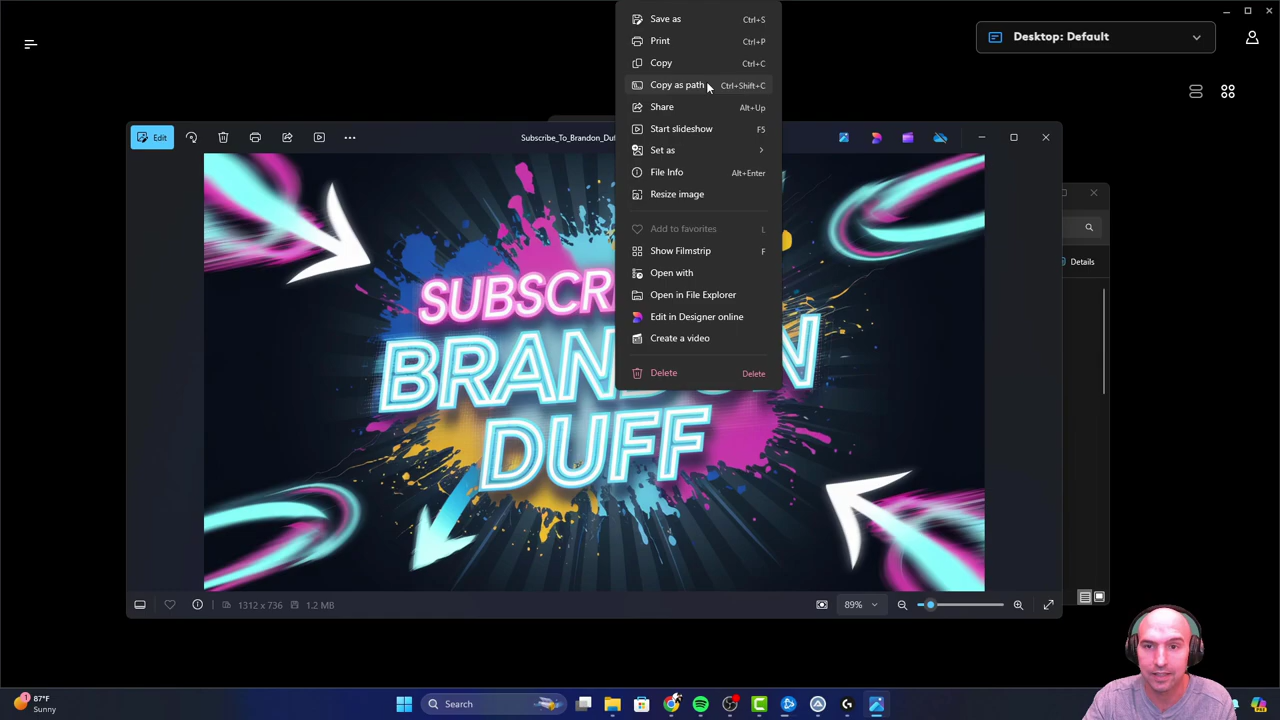 Save as Ctrl+S
Print Ctrl+P
Desktop: Default
Copy Ctrl+C
Copy as path Ctrl+Shift+C
Share Alt+Up
Edit
Subscribe_To_Brandon_Duf
Start slideshow F5
Set as
File Info Alt+Enter
Resize image
Add to favorites L
Show Filmstrip F
Details
Open with
Open in File Explorer
Edit in Designer online
Create a video
Delete Delete
SUBSCR
BRANDON
DUFF
1312 x 736 1.2 MB
89%
1
87°F
Sunny
Search